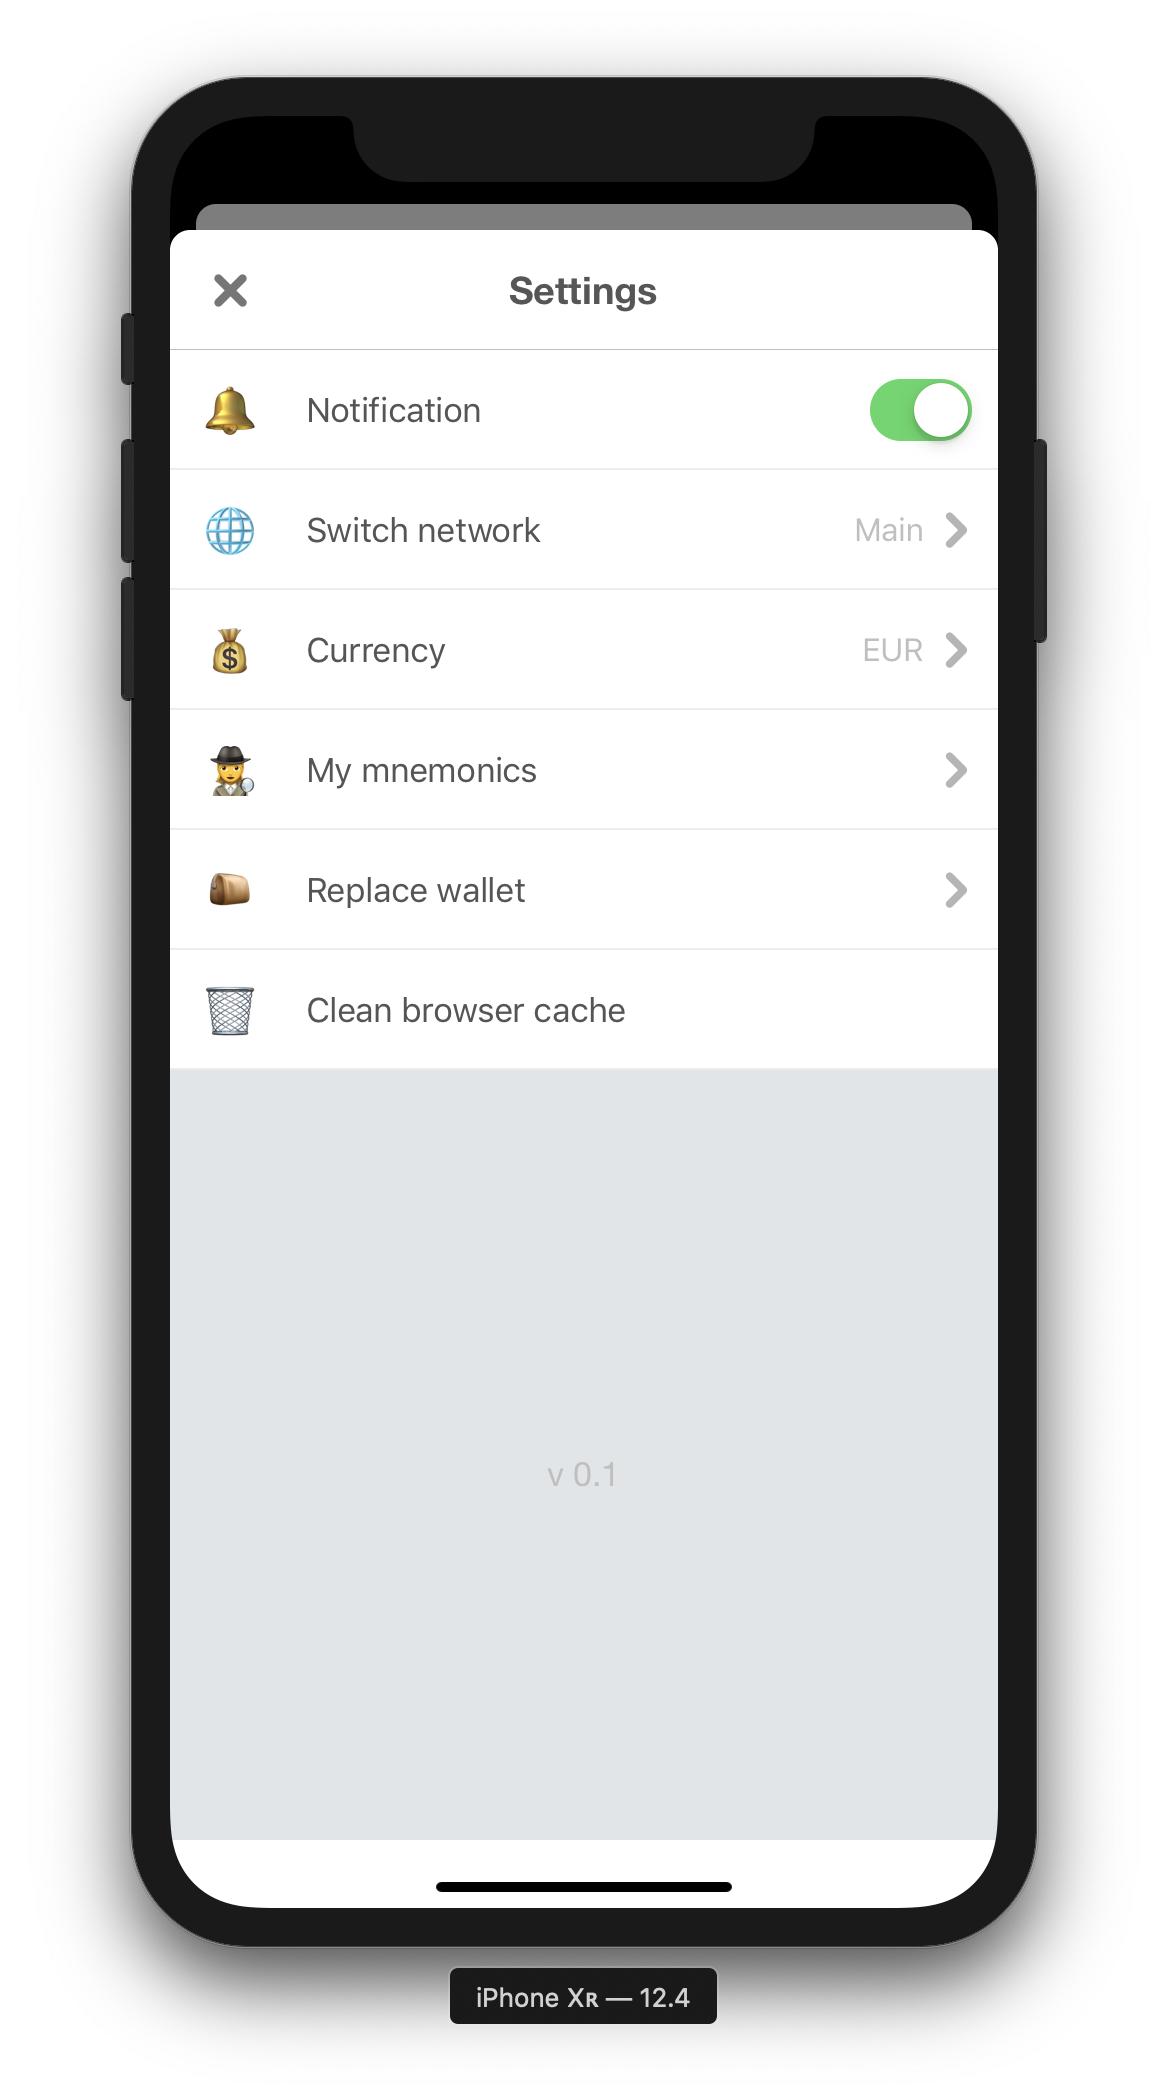 Settings
Notification
Switch network Main
Currency EUR
My mnemonics
Replace wallet
Clean browser cache
v 0.1
iPhone Xʀ — 12.4